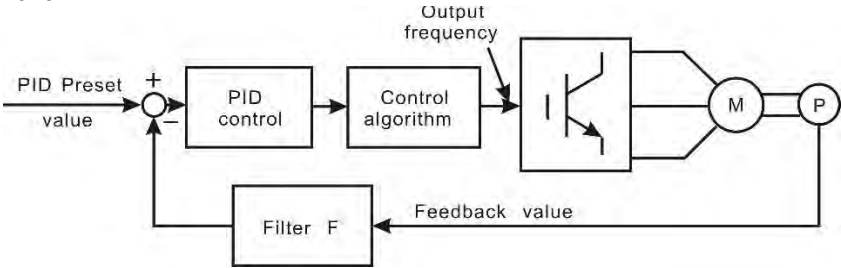 Output
frequency
PID Preset
value
+
−
PID
control
Control
algorithm
M
P
Filter F
Feedback value